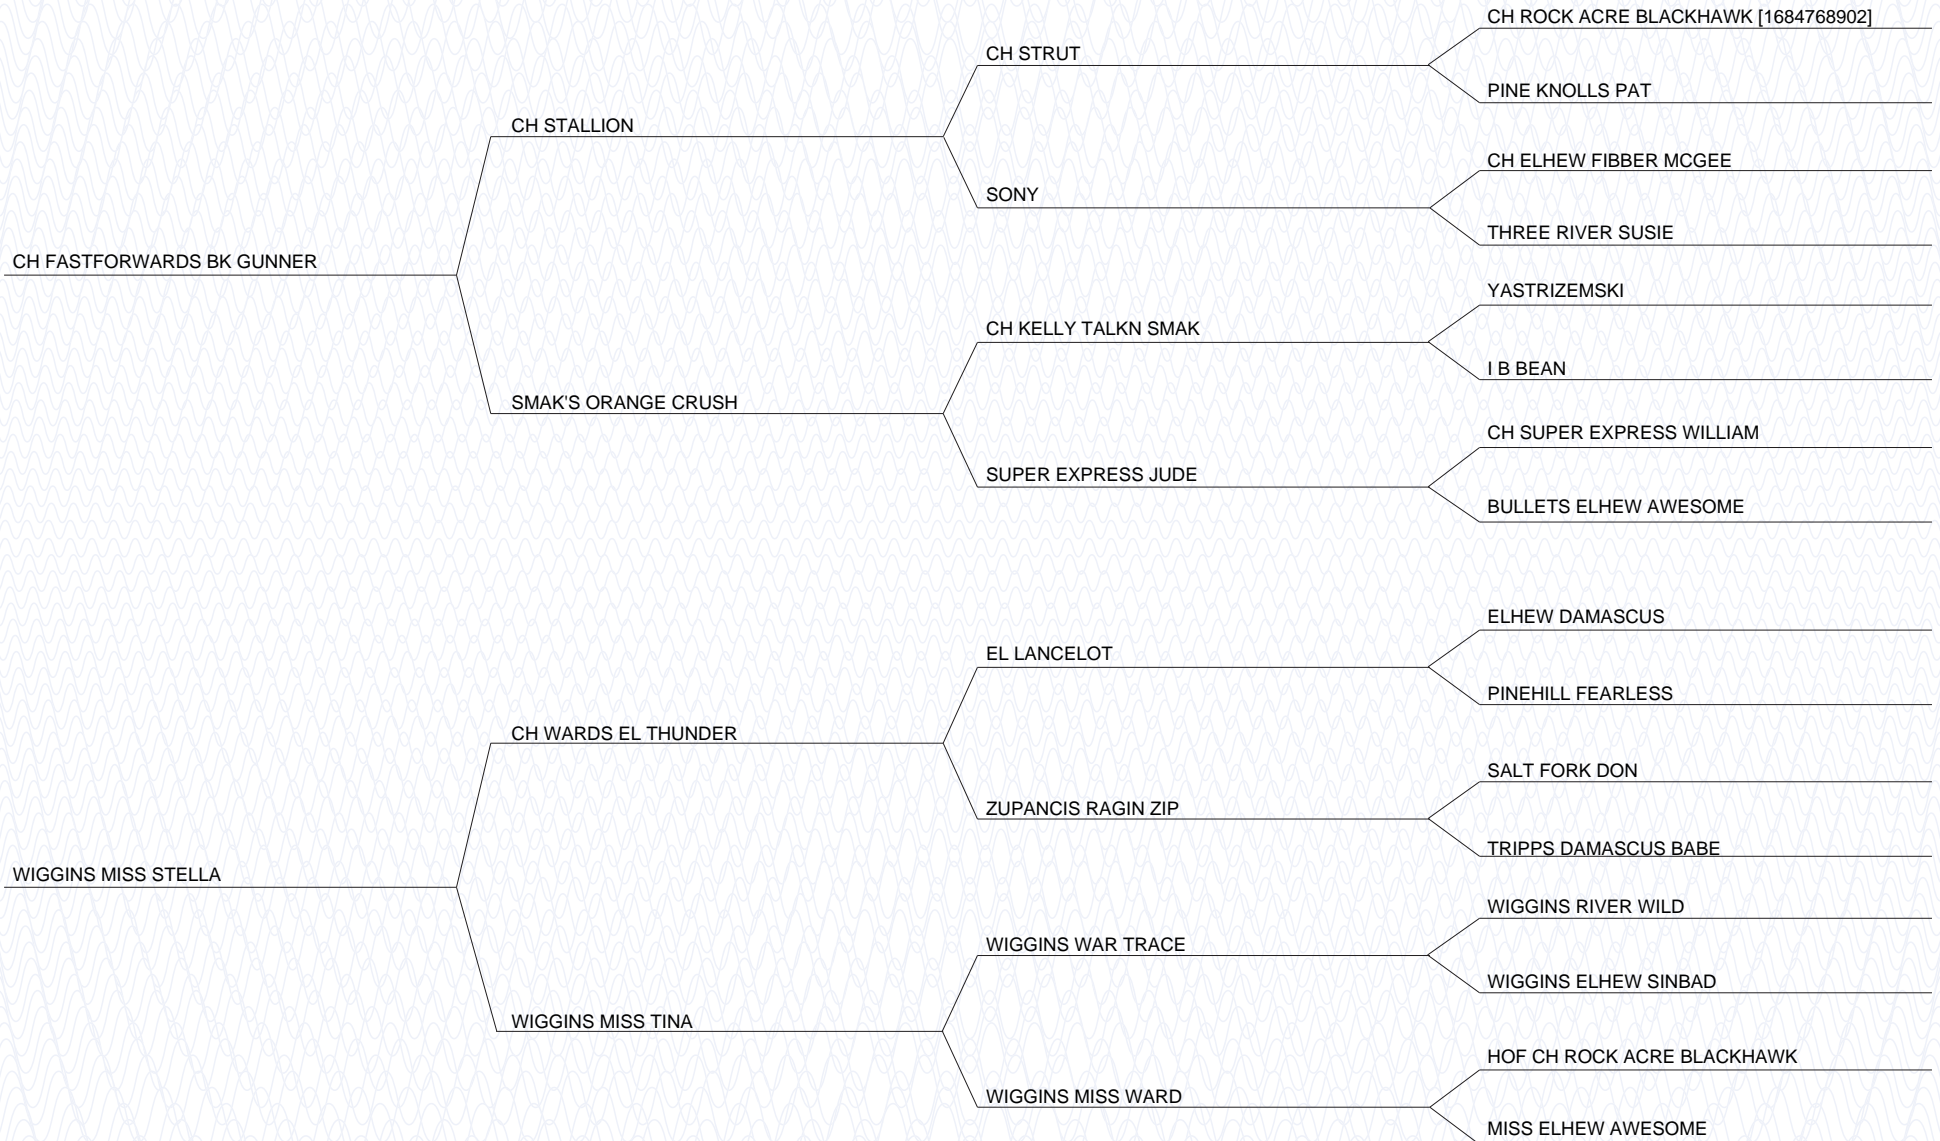 CH ROCK ACRE BLACKHAWK [1684768902]
CH STRUT
PINE KNOLLS PAT
CH STALLION
CH ELHEW FIBBER MCGEE
SONY
THREE RIVER SUSIE
CH FASTFORWARDS BK GUNNER
YASTRIZEMSKI
CH KELLY TALKN SMAK
I B BEAN
SMAK'S ORANGE CRUSH
CH SUPER EXPRESS WILLIAM
SUPER EXPRESS JUDE
BULLETS ELHEW AWESOME
ELHEW DAMASCUS
EL LANCELOT
PINEHILL FEARLESS
CH WARDS EL THUNDER
SALT FORK DON
ZUPANCIS RAGIN ZIP
TRIPPS DAMASCUS BABE
WIGGINS MISS STELLA
WIGGINS RIVER WILD
WIGGINS WAR TRACE
WIGGINS ELHEW SINBAD
WIGGINS MISS TINA
HOF CH ROCK ACRE BLACKHAWK
WIGGINS MISS WARD
MISS ELHEW AWESOME